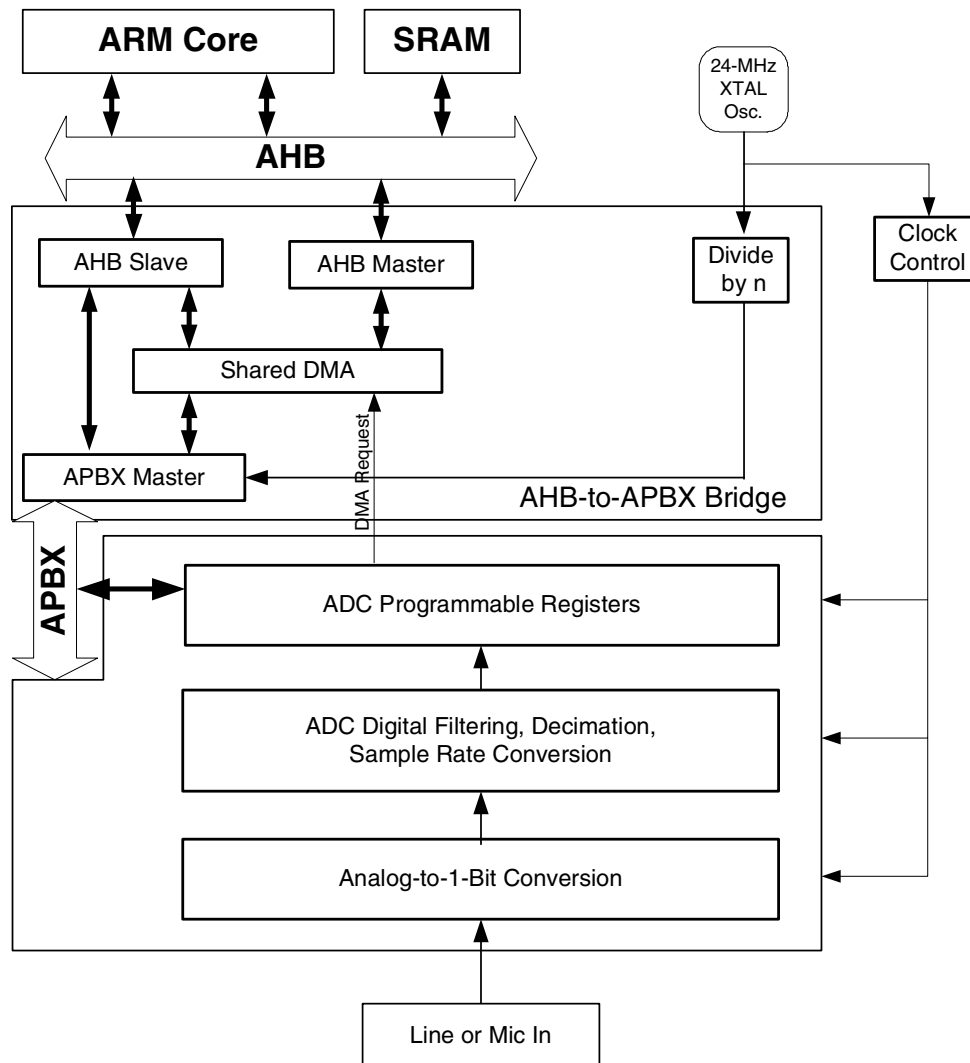 ARM Core
SRAM
24-MHz
XTAL
Osc.
AHB
AHB Slave
AHB Master
Divide
by n
Clock
Control
Shared DMA
DMA Request
APBX Master
AHB-to-APBX Bridge
APBX
ADC Programmable Registers
ADC Digital Filtering, Decimation,
Sample Rate Conversion
Analog-to-1-Bit Conversion
Line or Mic In